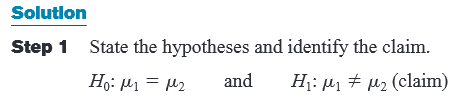 Solution
Step 1 State the hypotheses and identify the claim.
H₀: μ₁ = μ₂ and H₁: μ₁ ≠ μ₂ (claim)